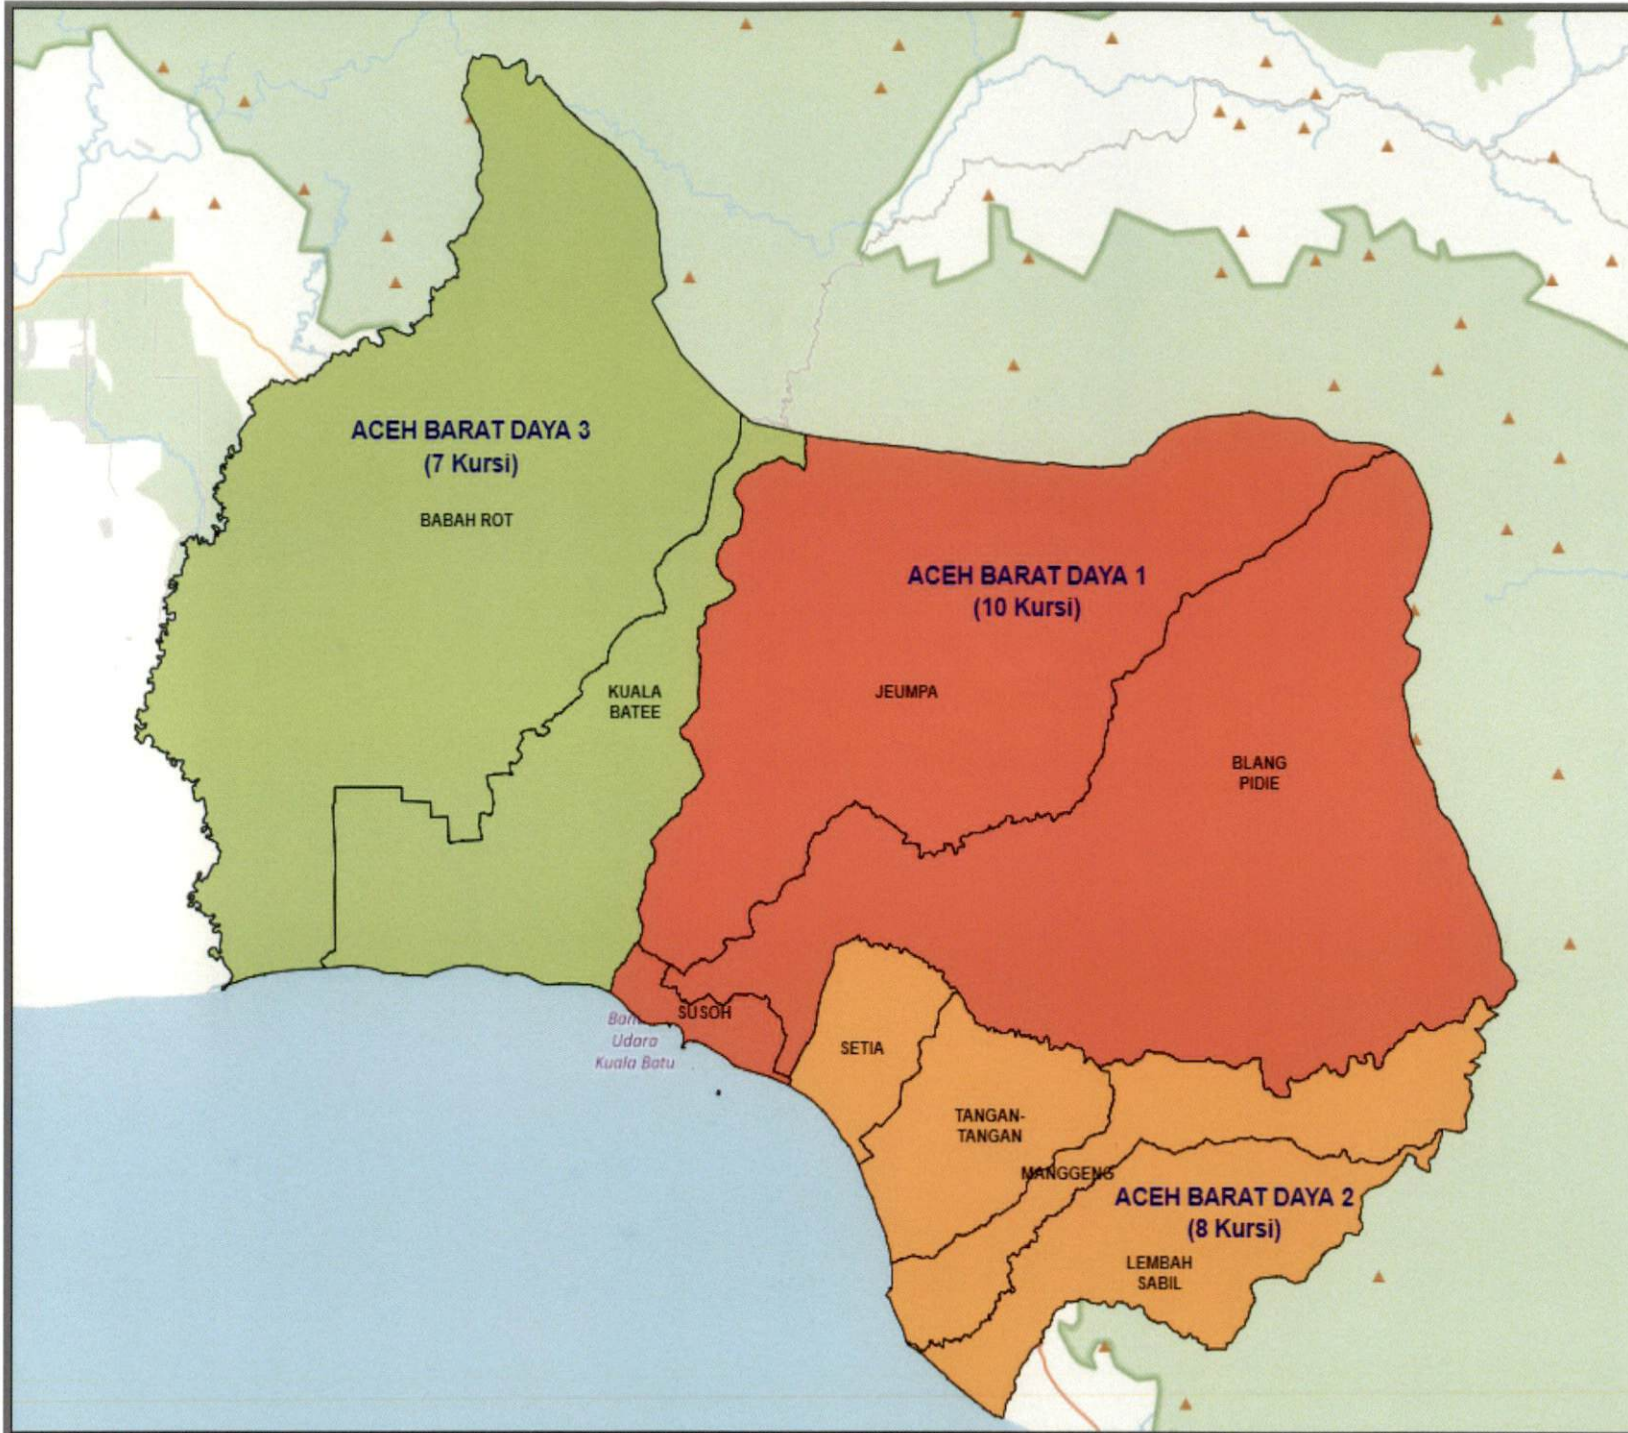 ACEH BARAT DAYA 3
(7 Kursi)
BABAH ROT
ACEH BARAT DAYA 1
(10 Kursi)
KUALA
BATEE
JEUMPA
BLANG
PIDIE
SUSOH
Udara
Kuala Batu
SETIA
TANGAN-
TANGAN
MANGGENG
ACEH BARAT DAYA 2
(8 Kursi)
LEMBAH
SABIL